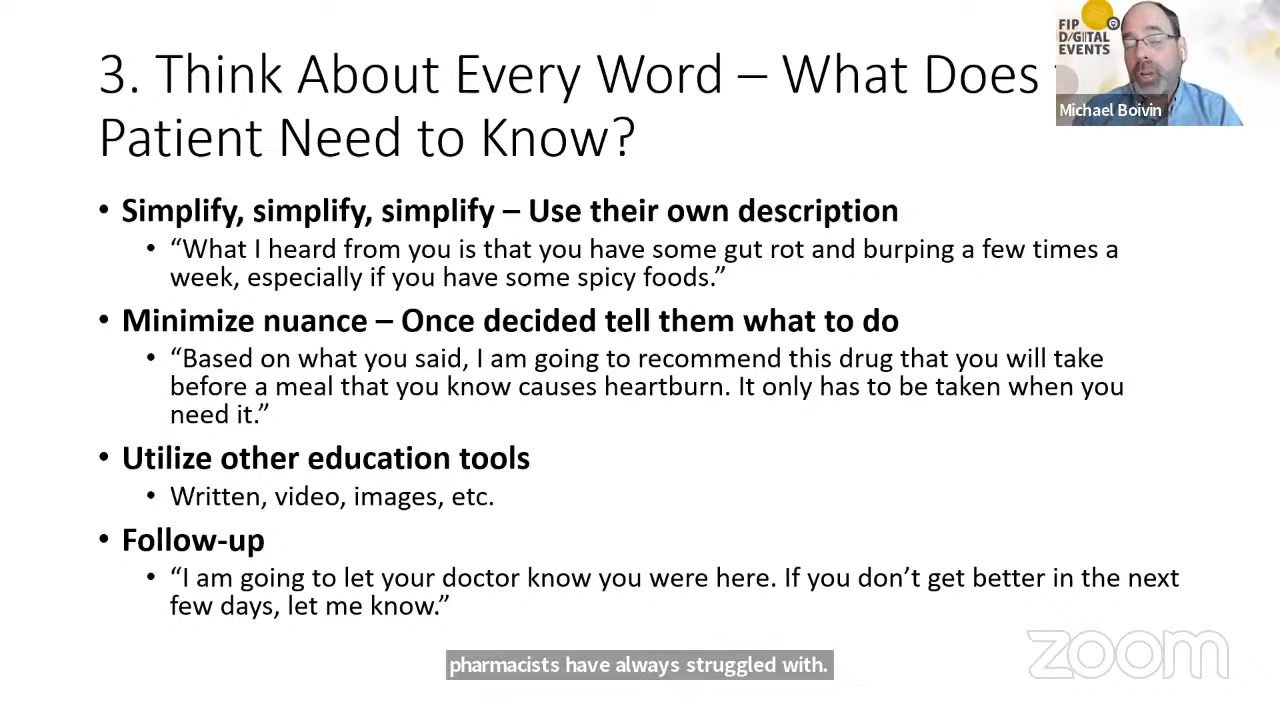 3. Think About Every Word – What Does
Patient Need to Know?
• Simplify, simplify, simplify – Use their own description
• “What I heard from you is that you have some gut rot and burping a few times a
week, especially if you have some spicy foods.”
• Minimize nuance – Once decided tell them what to do
• “Based on what you said, I am going to recommend this drug that you will take
before a meal that you know causes heartburn. It only has to be taken when you
need it.”
• Utilize other education tools
• Written, video, images, etc.
• Follow-up
• “I am going to let your doctor know you were here. If you don’t get better in the next
few days, let me know.”
FIP
DIGITAL
EVENTS
Michael Boivin
pharmacists have always struggled with.
zoom